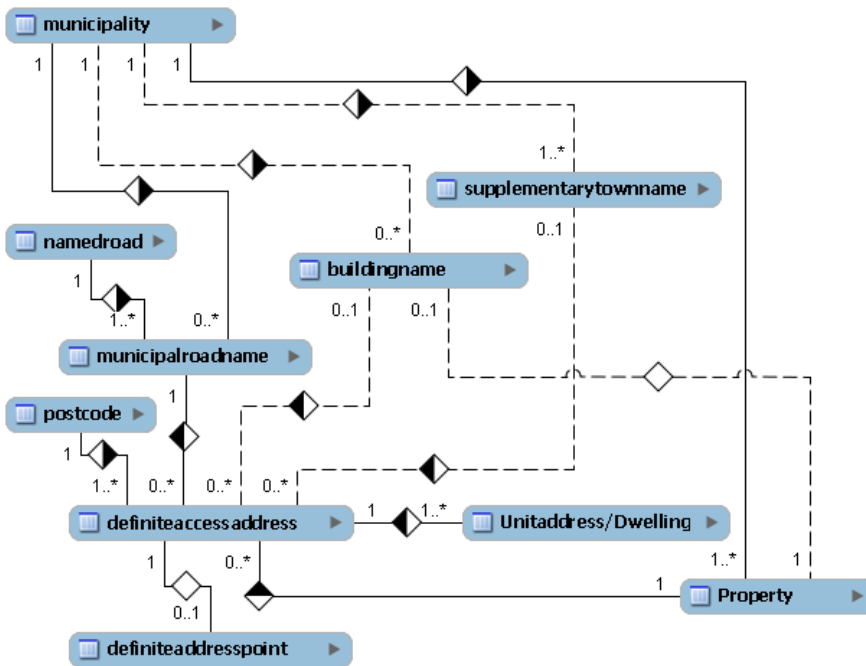 municipality
1 1 1 1
1..*
supplementarytownname
0..1
namedroad
0..*
buildingname
1
0..1 0..1
1..* 0..*
municipalroadname
1
postcode
1
1..* 0..* 0..* 0..*
definiteaccessaddress
1 1..*
Unitaddress/Dwelling
1 0..*
1..* 1
0..1
1
Property
definiteaddresspoint